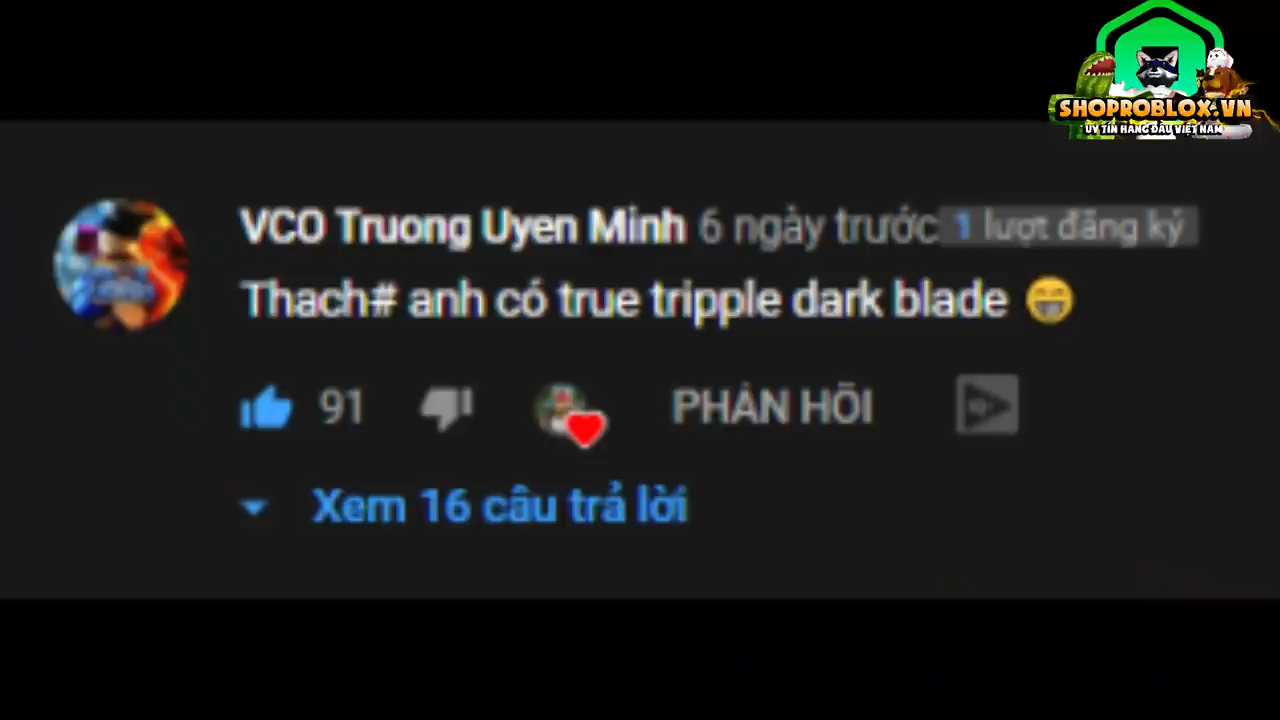 SHOPROBLOX.VN
UY TÍN HÀNG ĐẦU VIỆT NAM
VCO Truong Uyen Minh 6 ngày trước 1 lượt đăng ký
Thach# anh có true tripple dark blade 😁
91 PHẢN HỒI
Xem 16 câu trả lời